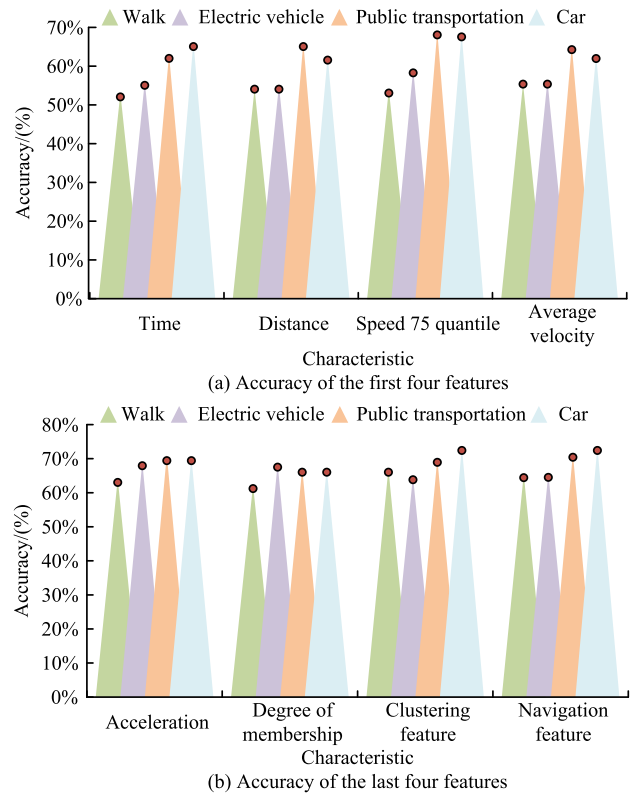 Walk Electric vehicle Public transportation Car
70%
60%
50%
40%
30%
20%
10%
0%
Accuracy/(%)
Time Distance Speed 75 quantile Average velocity
Characteristic
(a) Accuracy of the first four features
Walk Electric vehicle Public transportation Car
80%
70%
60%
50%
40%
30%
20%
10%
0%
Accuracy/(%)
Acceleration Degree of membership Clustering feature Navigation feature
Characteristic
(b) Accuracy of the last four features